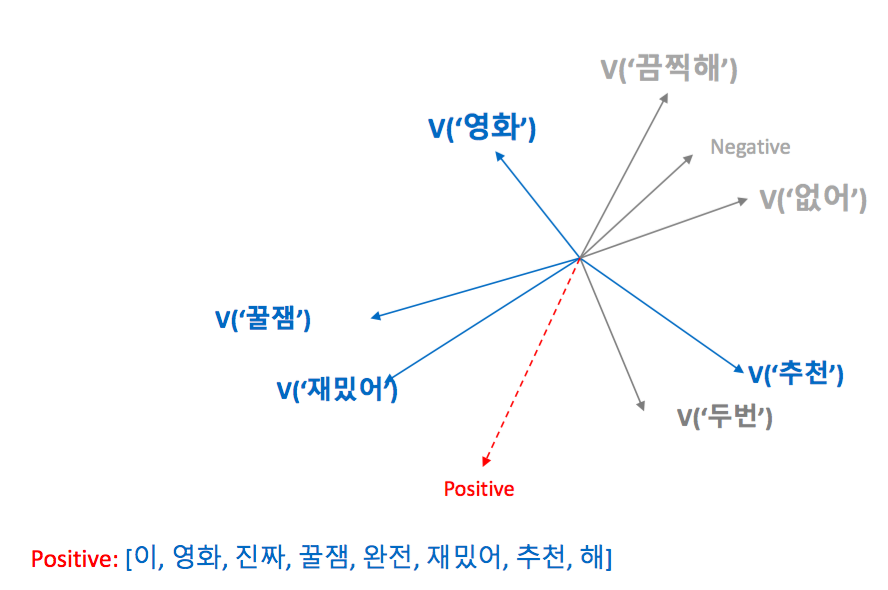 V(‘끔찍해’)
V(‘영화’)
Negative
V(‘없어’)
V(‘꿀잼’)
V(‘재밌어’)
V(‘추천’)
V(‘두번’)
Positive
Positive: [이, 영화, 진짜, 꿀잼, 완전, 재밌어, 추천, 해]